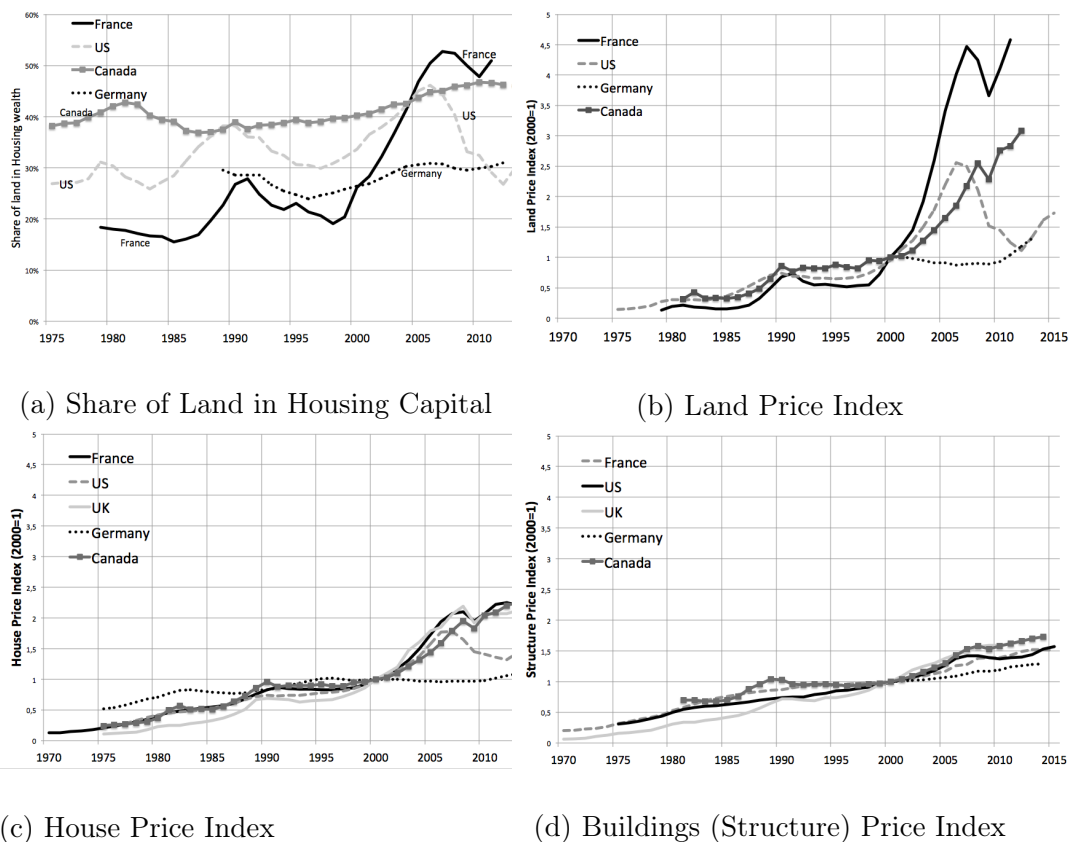 60%
50%
40%
30%
20%
10%
0%
Share of land in Housing wealth
France
US
Canada
Germany
France
Canada
US
US
Germany
France
1975 1980 1985 1990 1995 2000 2005 2010
(a) Share of Land in Housing Capital
5
4,5
4
3,5
3
2,5
2
1,5
1
0,5
0
Land Price Index (2000=1)
France
US
Germany
Canada
1970 1975 1980 1985 1990 1995 2000 2005 2010 2015
(b) Land Price Index
5
4,5
4
3,5
3
2,5
2
1,5
1
0,5
0
House Price Index (2000=1)
France
US
UK
Germany
Canada
1970 1975 1980 1985 1990 1995 2000 2005 2010
(c) House Price Index
5
4,5
4
3,5
3
2,5
2
1,5
1
0,5
0
Structure Price Index (2000=1)
France
US
UK
Germany
Canada
1970 1975 1980 1985 1990 1995 2000 2005 2010 2015
(d) Buildings (Structure) Price Index